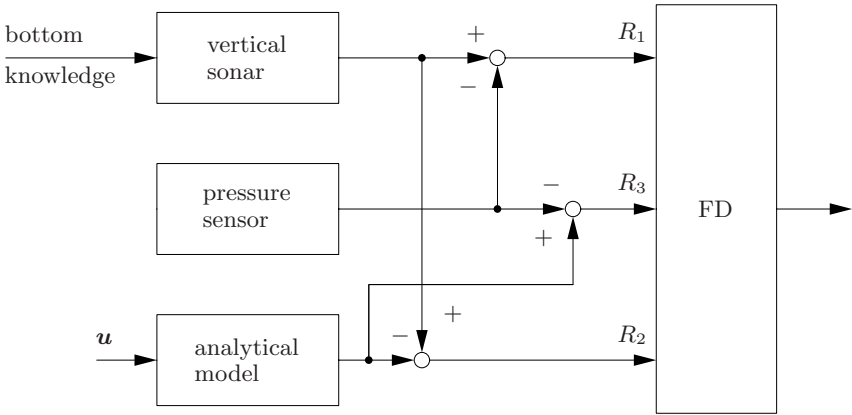 bottom
knowledge
vertical
sonar
+
−
R1
pressure
sensor
−
+
R3
FD
u
analytical
model
−
+
R2